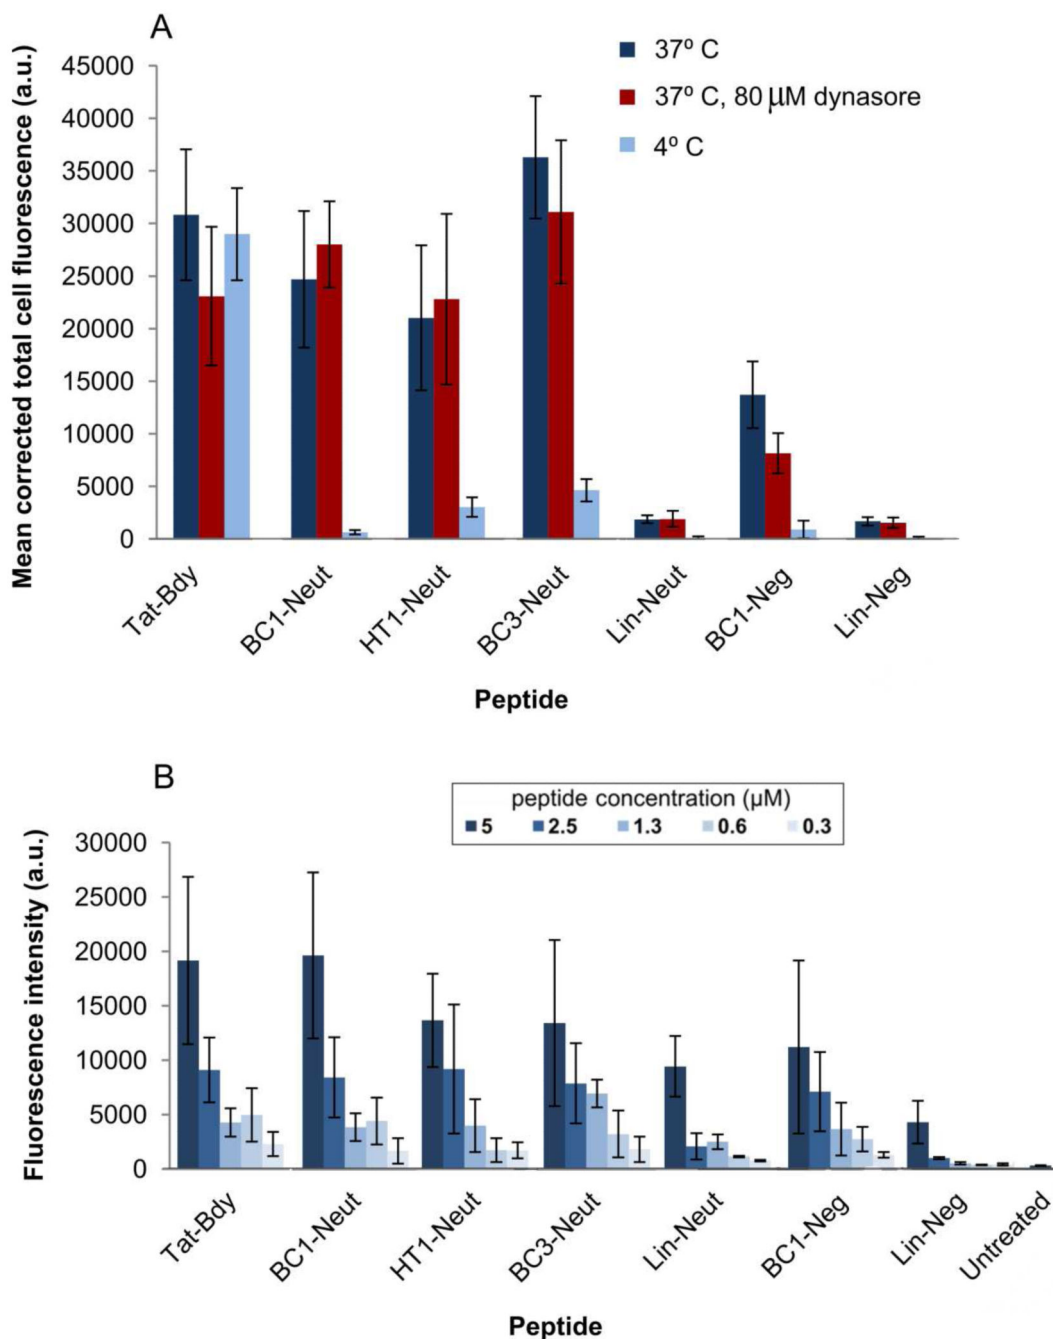 A
37º C
37º C, 80 µM dynasore
4º C
Mean corrected total cell fluorescence (a.u.)
45000
40000
35000
30000
25000
20000
15000
10000
5000
0
Tat-Bdy
BC1-Neut
HT1-Neut
BC3-Neut
Lin-Neut
BC1-Neg
Lin-Neg
Peptide
B
peptide concentration (µM)
5 2.5 1.3 0.6 0.3
Fluorescence intensity (a.u.)
30000
25000
20000
15000
10000
5000
0
Tat-Bdy
BC1-Neut
HT1-Neut
BC3-Neut
Lin-Neut
BC1-Neg
Lin-Neg
Untreated
Peptide